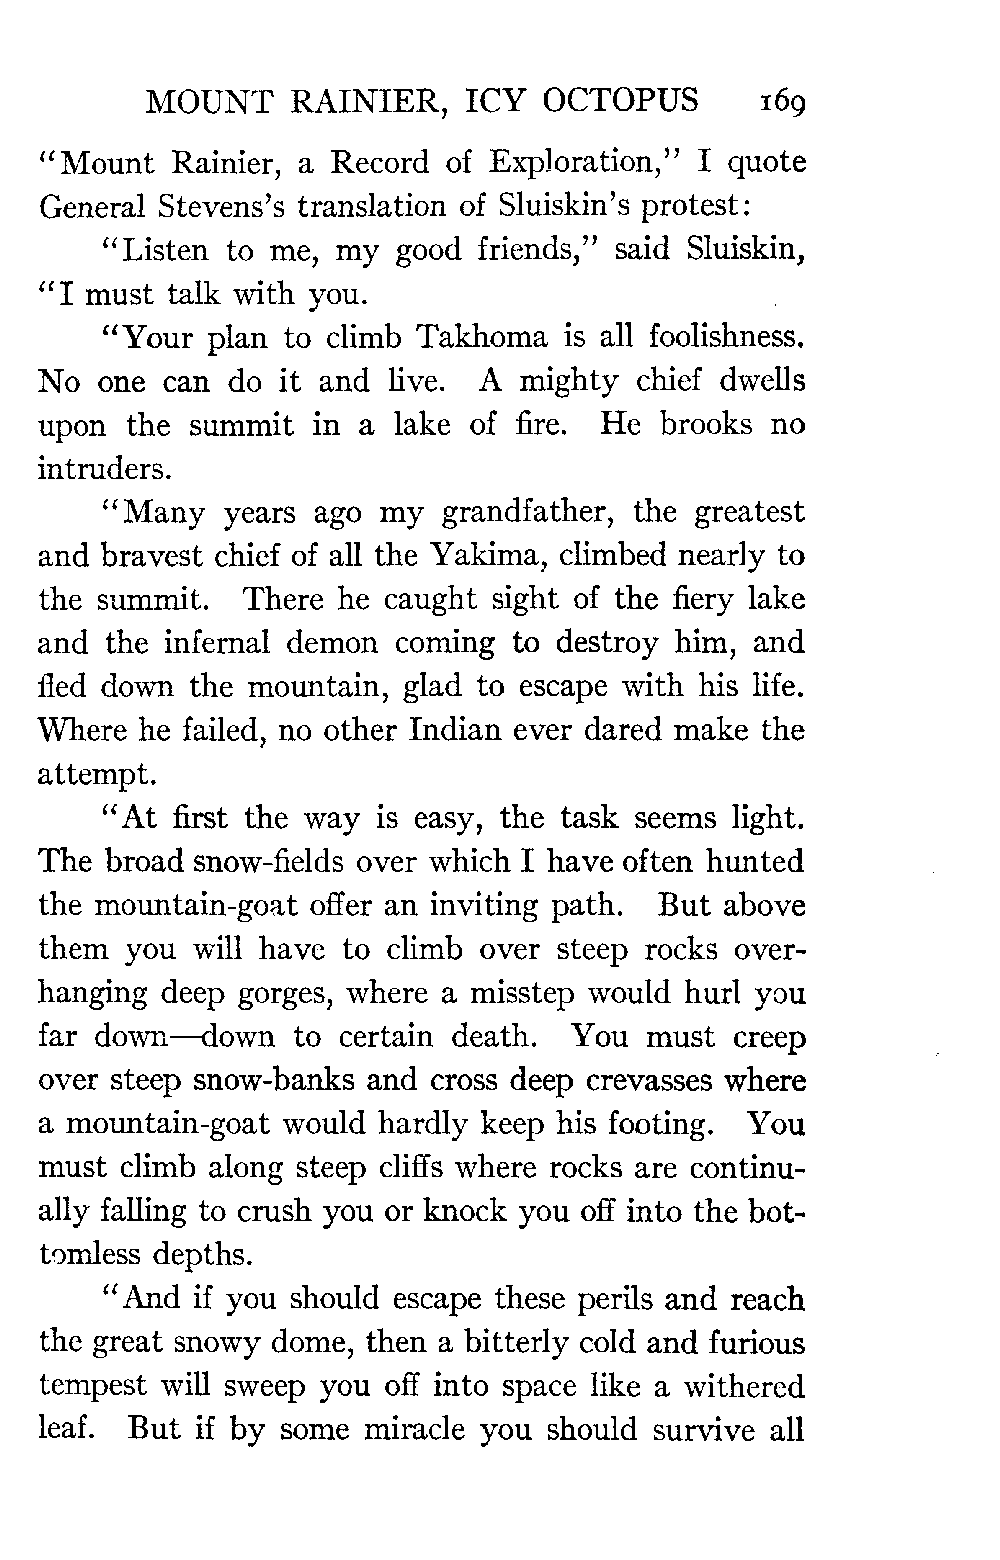 MOUNT RAINIER, ICY OCTOPUS 169
“Mount Rainier, a Record of Exploration,” I quote
General Stevens’s translation of Sluiskin’s protest:
“Listen to me, my good friends,” said Sluiskin,
“I must talk with you.
“Your plan to climb Takhoma is all foolishness.
No one can do it and live. A mighty chief dwells
upon the summit in a lake of fire. He brooks no
intruders.
“Many years ago my grandfather, the greatest
and bravest chief of all the Yakima, climbed nearly to
the summit. There he caught sight of the fiery lake
and the infernal demon coming to destroy him, and
fled down the mountain, glad to escape with his life.
Where he failed, no other Indian ever dared make the
attempt.
“At first the way is easy, the task seems light.
The broad snow-fields over which I have often hunted
the mountain-goat offer an inviting path. But above
them you will have to climb over steep rocks over-
hanging deep gorges, where a misstep would hurl you
far down—down to certain death. You must creep
over steep snow-banks and cross deep crevasses where
a mountain-goat would hardly keep his footing. You
must climb along steep cliffs where rocks are continu-
ally falling to crush you or knock you off into the bot-
tomless depths.
“And if you should escape these perils and reach
the great snowy dome, then a bitterly cold and furious
tempest will sweep you off into space like a withered
leaf. But if by some miracle you should survive all